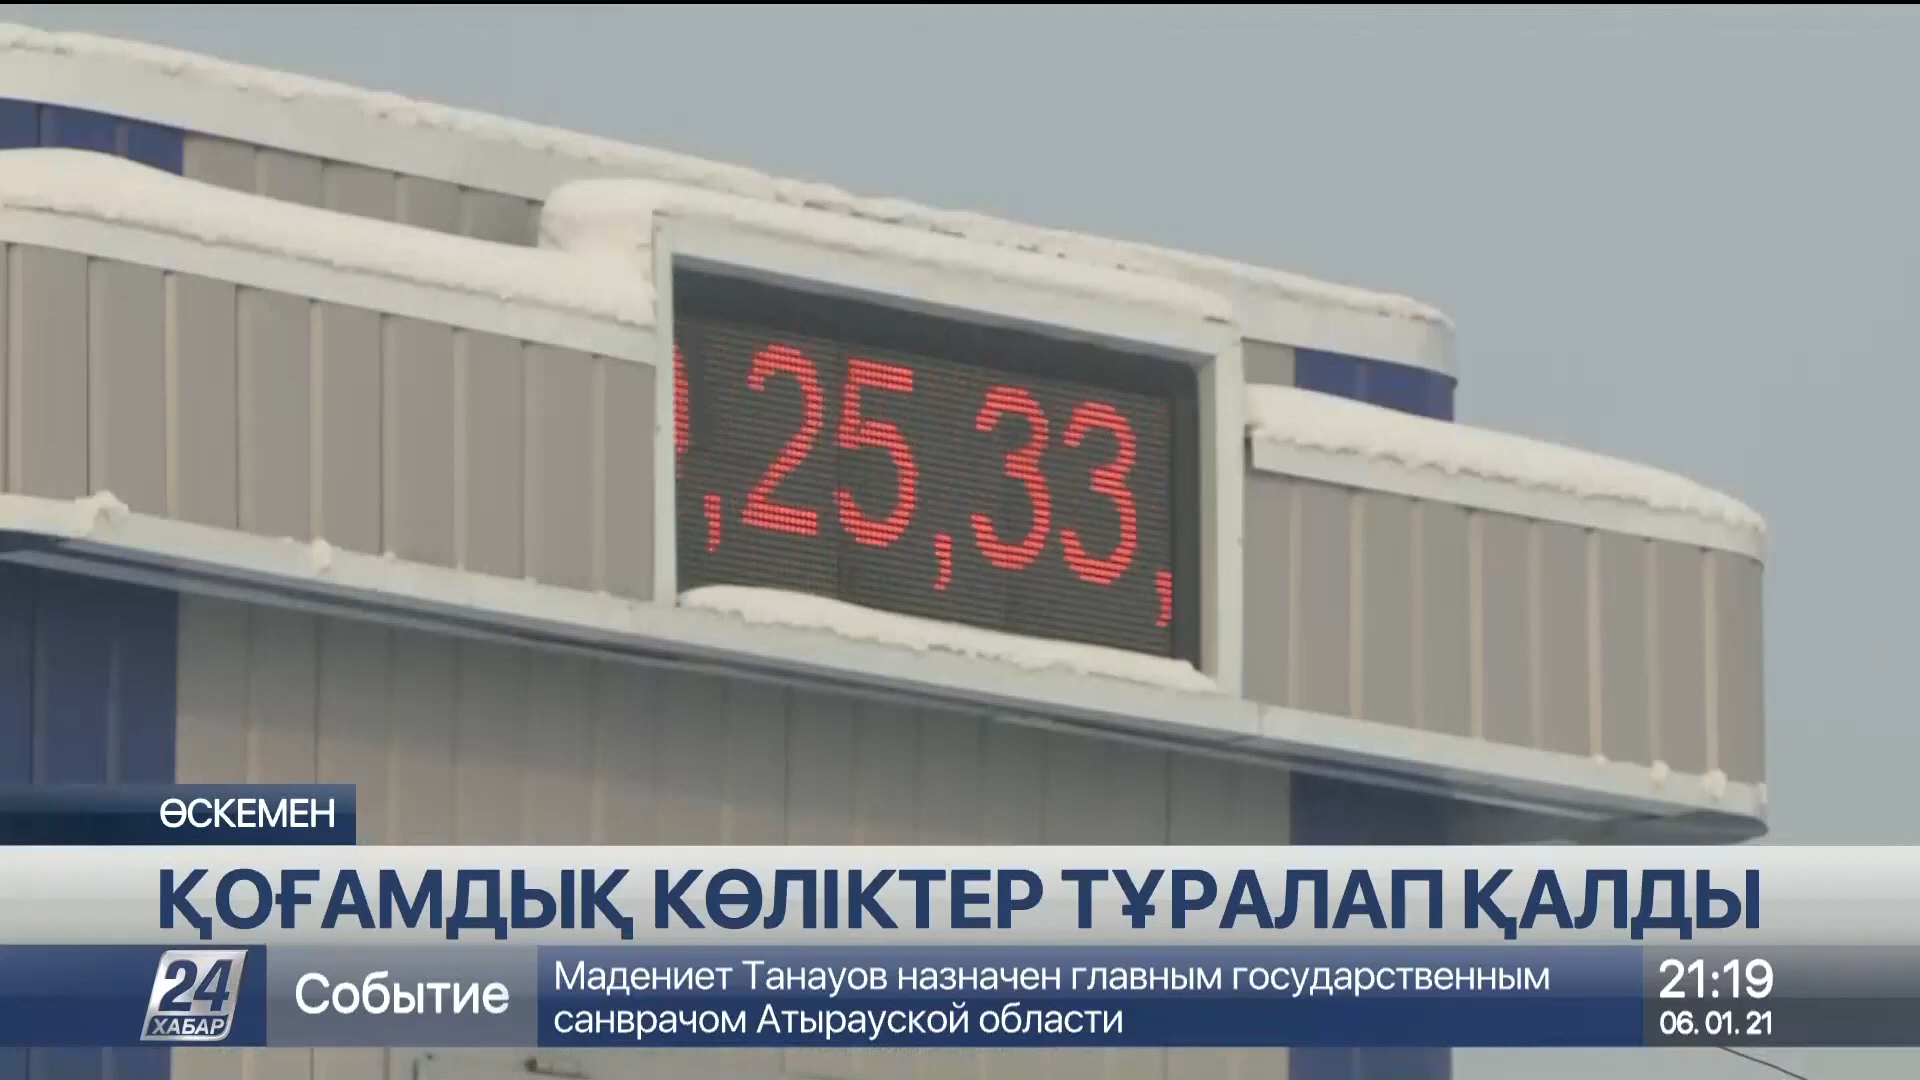 ,25,33,
ӨСКЕМЕН
ҚОҒАМДЫҚ КӨЛІКТЕР ТҰРАЛАП ҚАЛДЫ
24
ХАБАР
Событие
Мадениет Танауов назначен главным государственным
санврачом Атырауской области
21:19
06.01.21